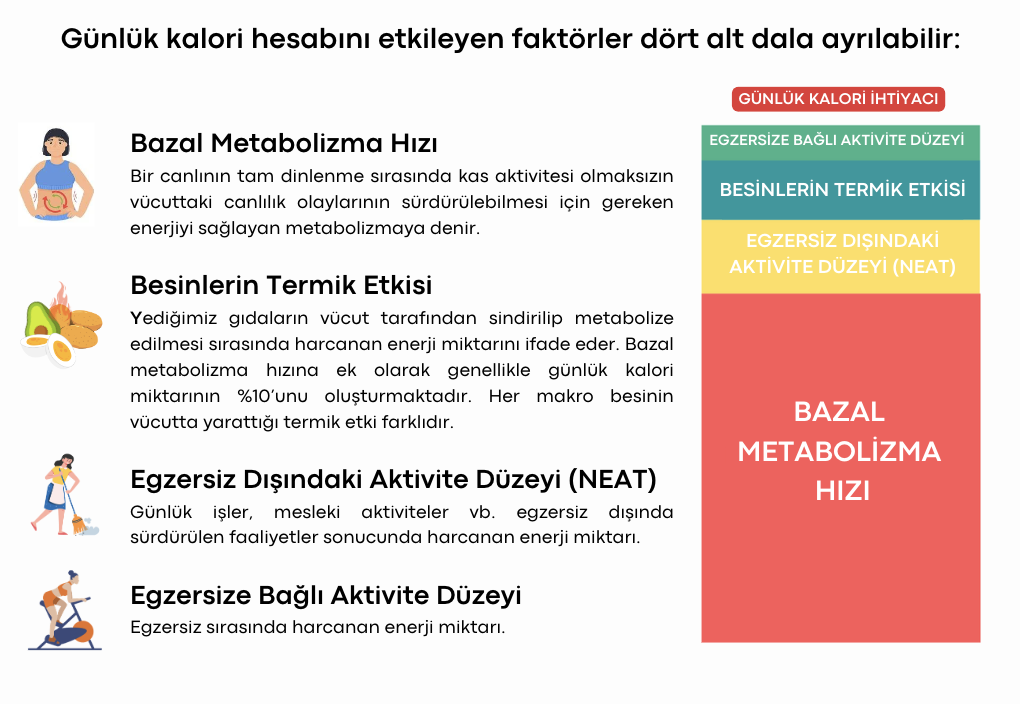 Günlük kalori hesabını etkileyen faktörler dört alt dala ayrılabilir:
Bazal Metabolizma Hızı
Bir canlının tam dinlenme sırasında kas aktivitesi olmaksızın
vücuttaki canlılık olaylarının sürdürülebilmesi için gereken
enerjiyi sağlayan metabolizmaya denir.
Besinlerin Termik Etkisi
Yediğimiz gıdaların vücut tarafından sindirilip metabolize
edilmesi sırasında harcanan enerji miktarını ifade eder. Bazal
metabolizma hızına ek olarak genellikle günlük kalori
miktarının %10'unu oluşturmaktadır. Her makro besinin
vücutta yarattığı termik etki farklıdır.
Egzersiz Dışındaki Aktivite Düzeyi (NEAT)
Günlük işler, mesleki aktiviteler vb. egzersiz dışında
sürdürülen faaliyetler sonucunda harcanan enerji miktarı.
Egzersize Bağlı Aktivite Düzeyi
Egzersiz sırasında harcanan enerji miktarı.
GÜNLÜK KALORİ İHTİYACI
EGZERSİZE BAĞLI AKTİVİTE DÜZEYİ
BESİNLERİN TERMİK ETKİSİ
EGZERSİZ DIŞINDAKİ
AKTİVİTE DÜZEYİ (NEAT)
BAZAL
METABOLİZMA
HIZI